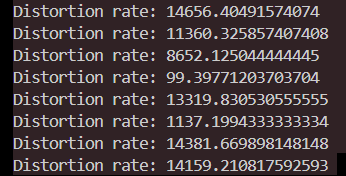 Distortion rate: 14656.40491574074
Distortion rate: 11360.325857407408
Distortion rate: 8652.125044444445
Distortion rate: 99.39771203703704
Distortion rate: 13319.830530555555
Distortion rate: 1137.1994333333334
Distortion rate: 14381.669898148148
Distortion rate: 14159.210817592593